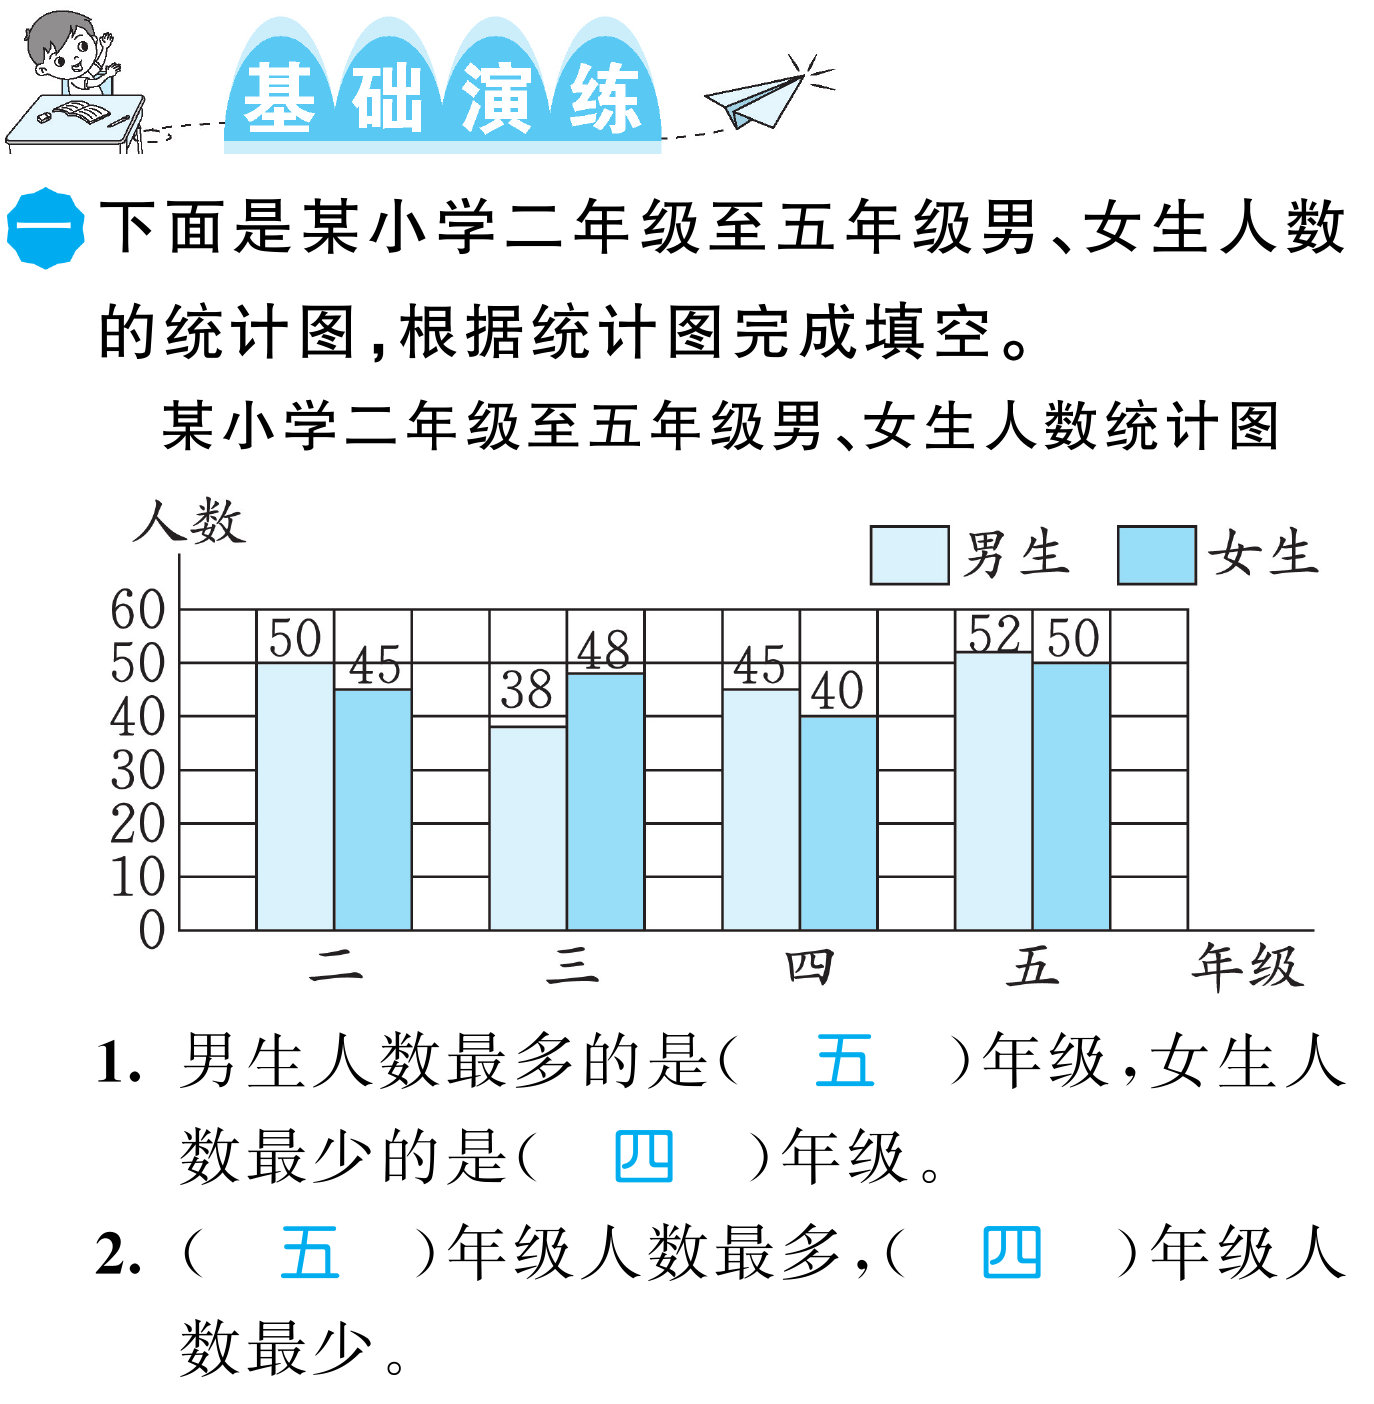 基础演练
一 下面是某小学二年级至五年级男、女生人数
的统计图,根据统计图完成填空。
某小学二年级至五年级男、女生人数统计图
人数
男生 女生
60
50
40
30
20
10
0
50 45 38 48 45 40 52 50
二 三 四 五 年级
1. 男生人数最多的是( 五 )年级,女生人
数最少的是( 四 )年级。
2. ( 五 )年级人数最多,( 四 )年级人
数最少。